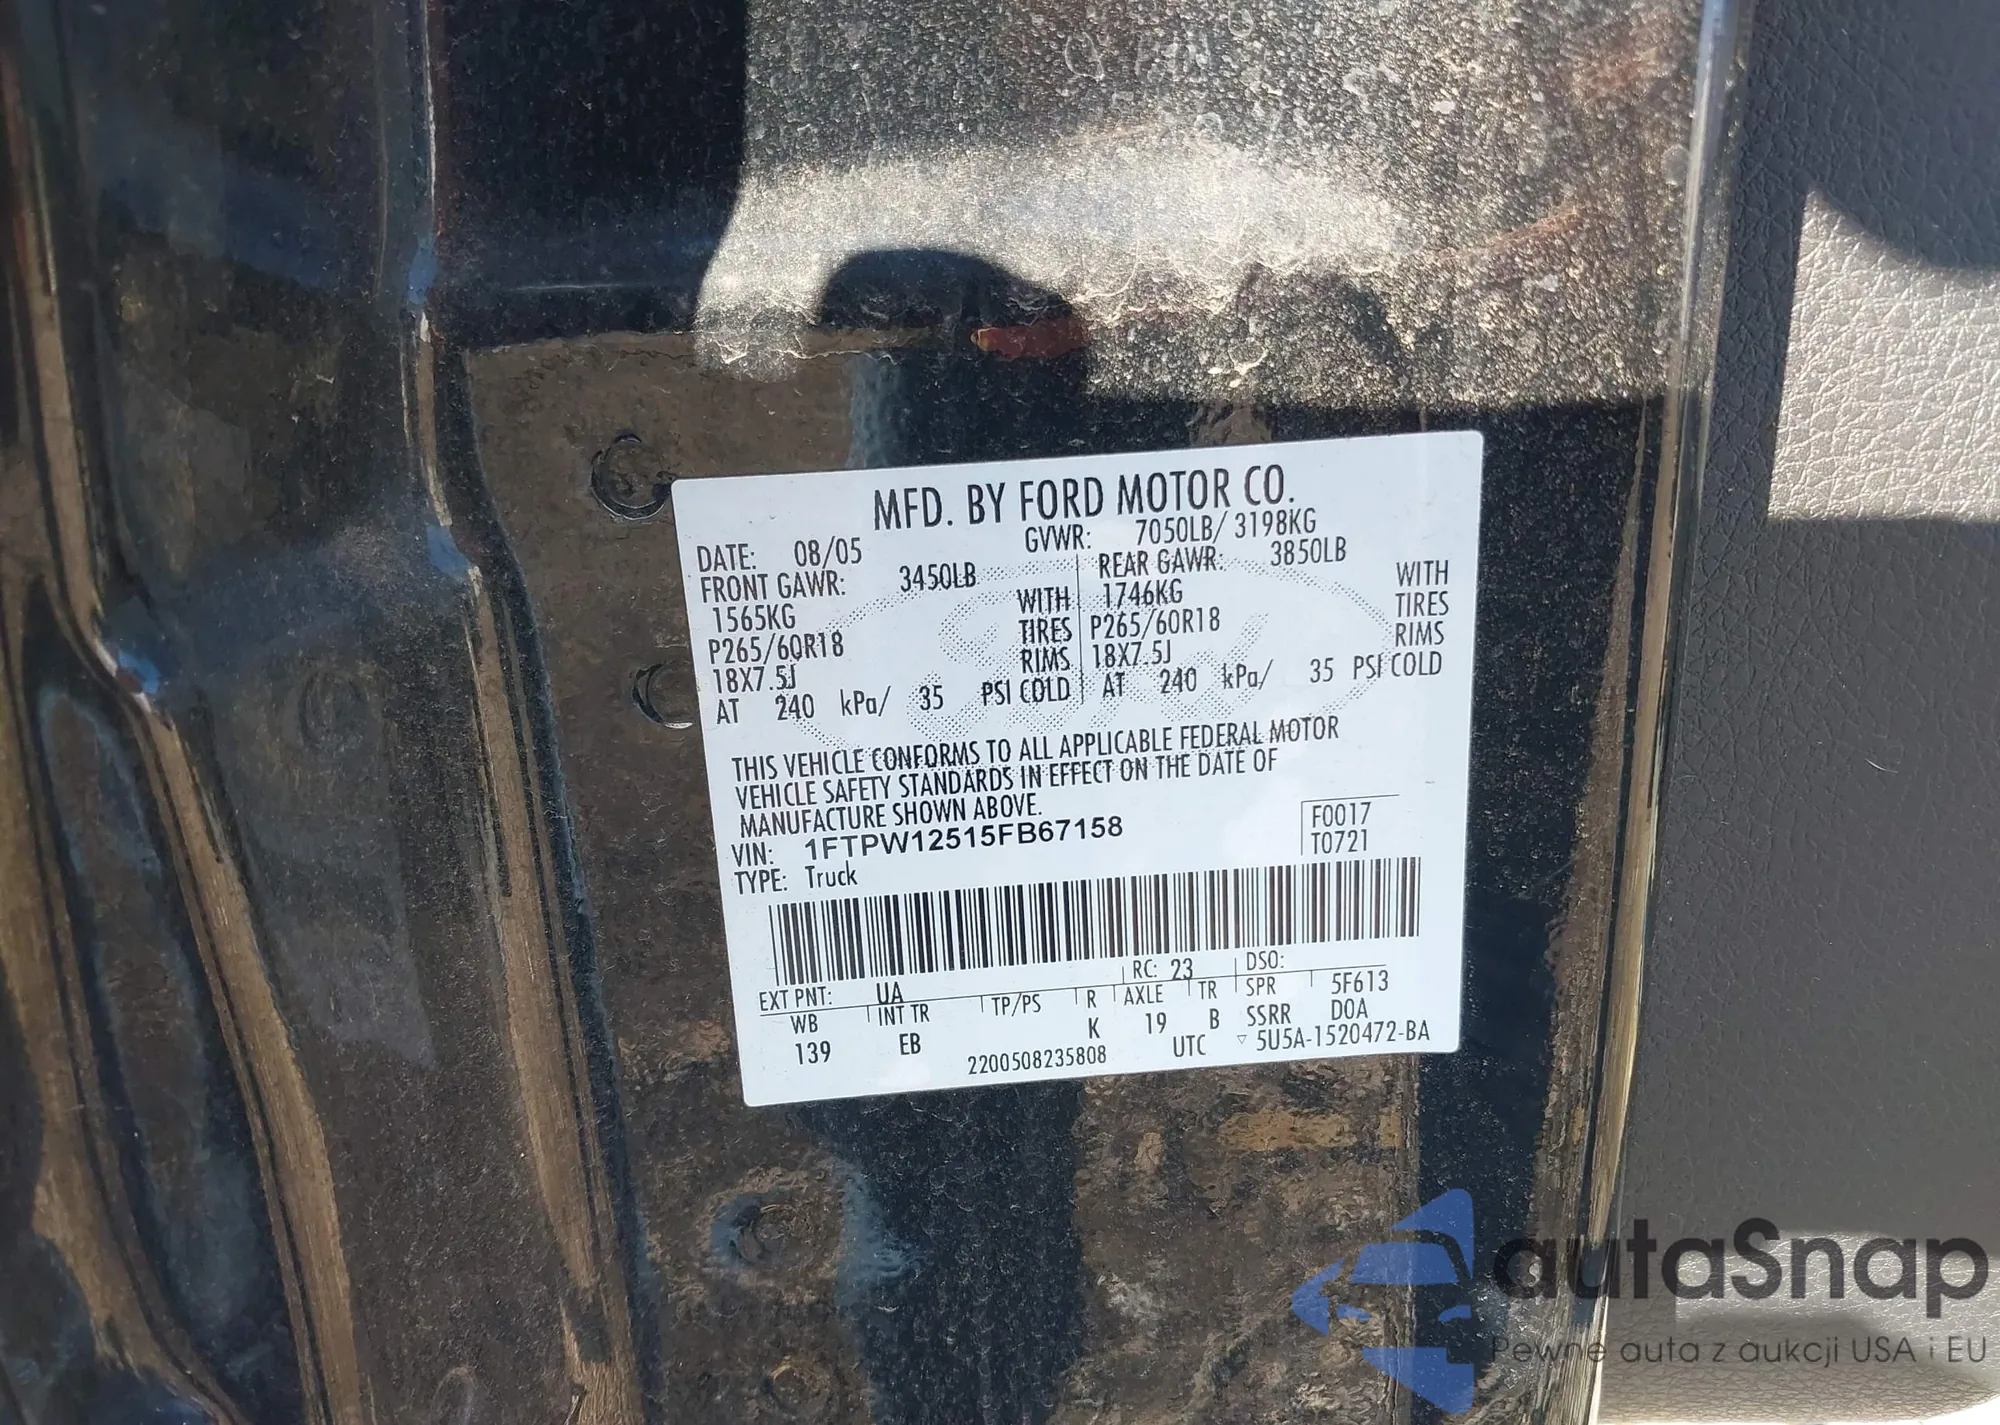 MFD. BY FORD MOTOR CO.
DATE: 08/05 GVWR: 7050LB/ 3198KG
FRONT GAWR: 3450LB REAR GAWR: 3850LB
1565KG WITH 1746KG WITH
P265/60R18 TIRES P265/60R18 TIRES
18X7.5J RIMS 18X7.5J RIMS
AT 240 kPa/ 35 PSI COLD AT 240 kPa/ 35 PSI COLD
THIS VEHICLE CONFORMS TO ALL APPLICABLE FEDERAL MOTOR
VEHICLE SAFETY STANDARDS IN EFFECT ON THE DATE OF
MANUFACTURE SHOWN ABOVE.
VIN: 1FTPW12515FB67158 F0017
TYPE: Truck T0721
EXT PNT: UA RC: 23 DSO:
WB INT TR TP/PS R AXLE TR SPR 5F613
139 EB K 19 B SSRR DOA
2200508235808 UTC ▽ 5U5A-1520472-BA
autaSnap
Pewne auta z aukcji USA i EU